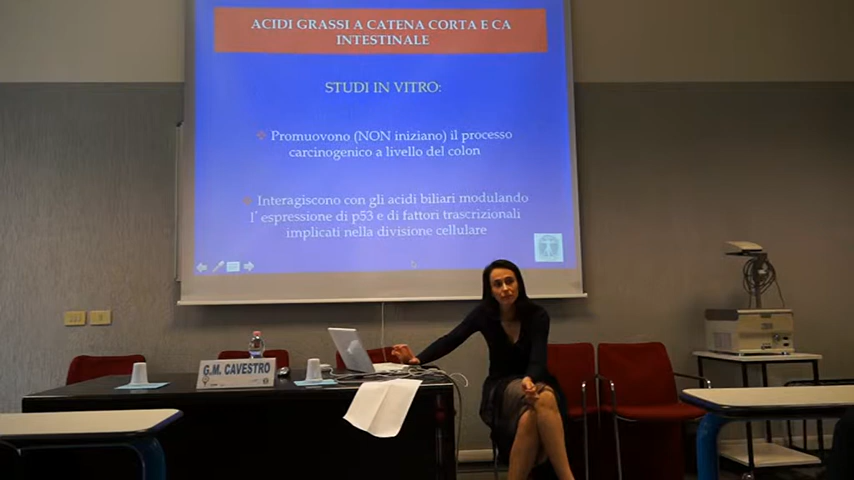 ACIDI GRASSI A CATENA CORTA E CA
INTESTINALE
STUDI IN VITRO:
Promuovono (NON iniziano) il processo
carcinogenico a livello del colon
Interagiscono con gli acidi biliari modulando
l'espressione di p53 e di fattori trascrizionali
implicati nella divisione cellulare
G.M. CAVESTRO